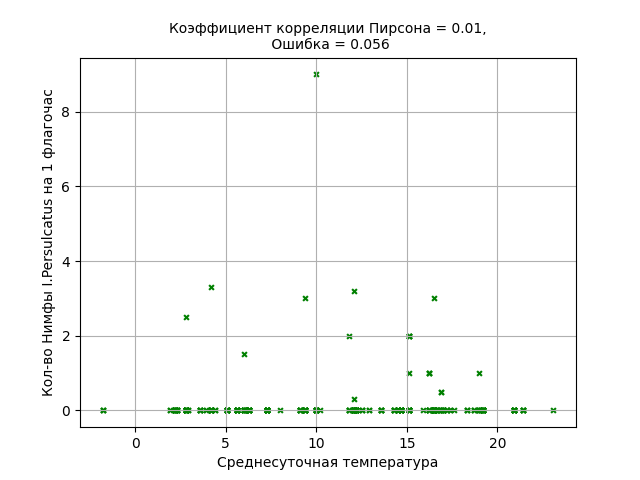 Коэффициент корреляции Пирсона = 0.01,
Ошибка = 0.056
Кол-во Нимфы I.Persulcatus на 1 флагочас
8
6
4
2
0
0 5 10 15 20
Среднесуточная температура